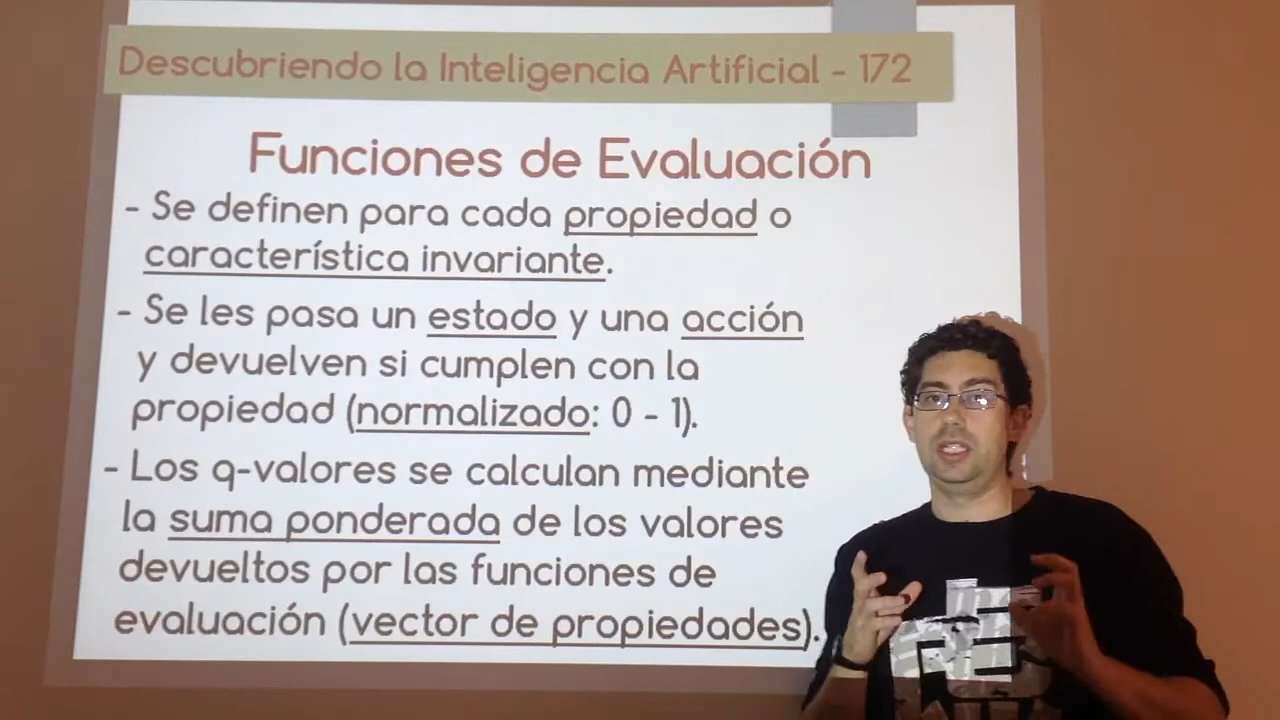 Descubriendo la Inteligencia Artificial - 172
Funciones de Evaluación
- Se definen para cada propiedad o
característica invariante.
- Se les pasa un estado y una acción
y devuelven si cumplen con la
propiedad (normalizado: 0 - 1).
- Los q-valores se calculan mediante
la suma ponderada de los valores
devueltos por las funciones de
evaluación (vector de propiedades).